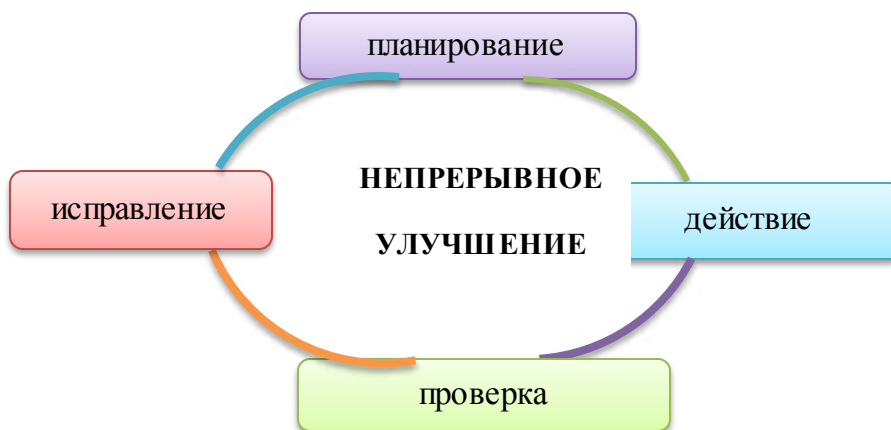 планирование
НЕПРЕРЫВНОЕ
исправление
действие
УЛУЧШЕНИЕ
проверка